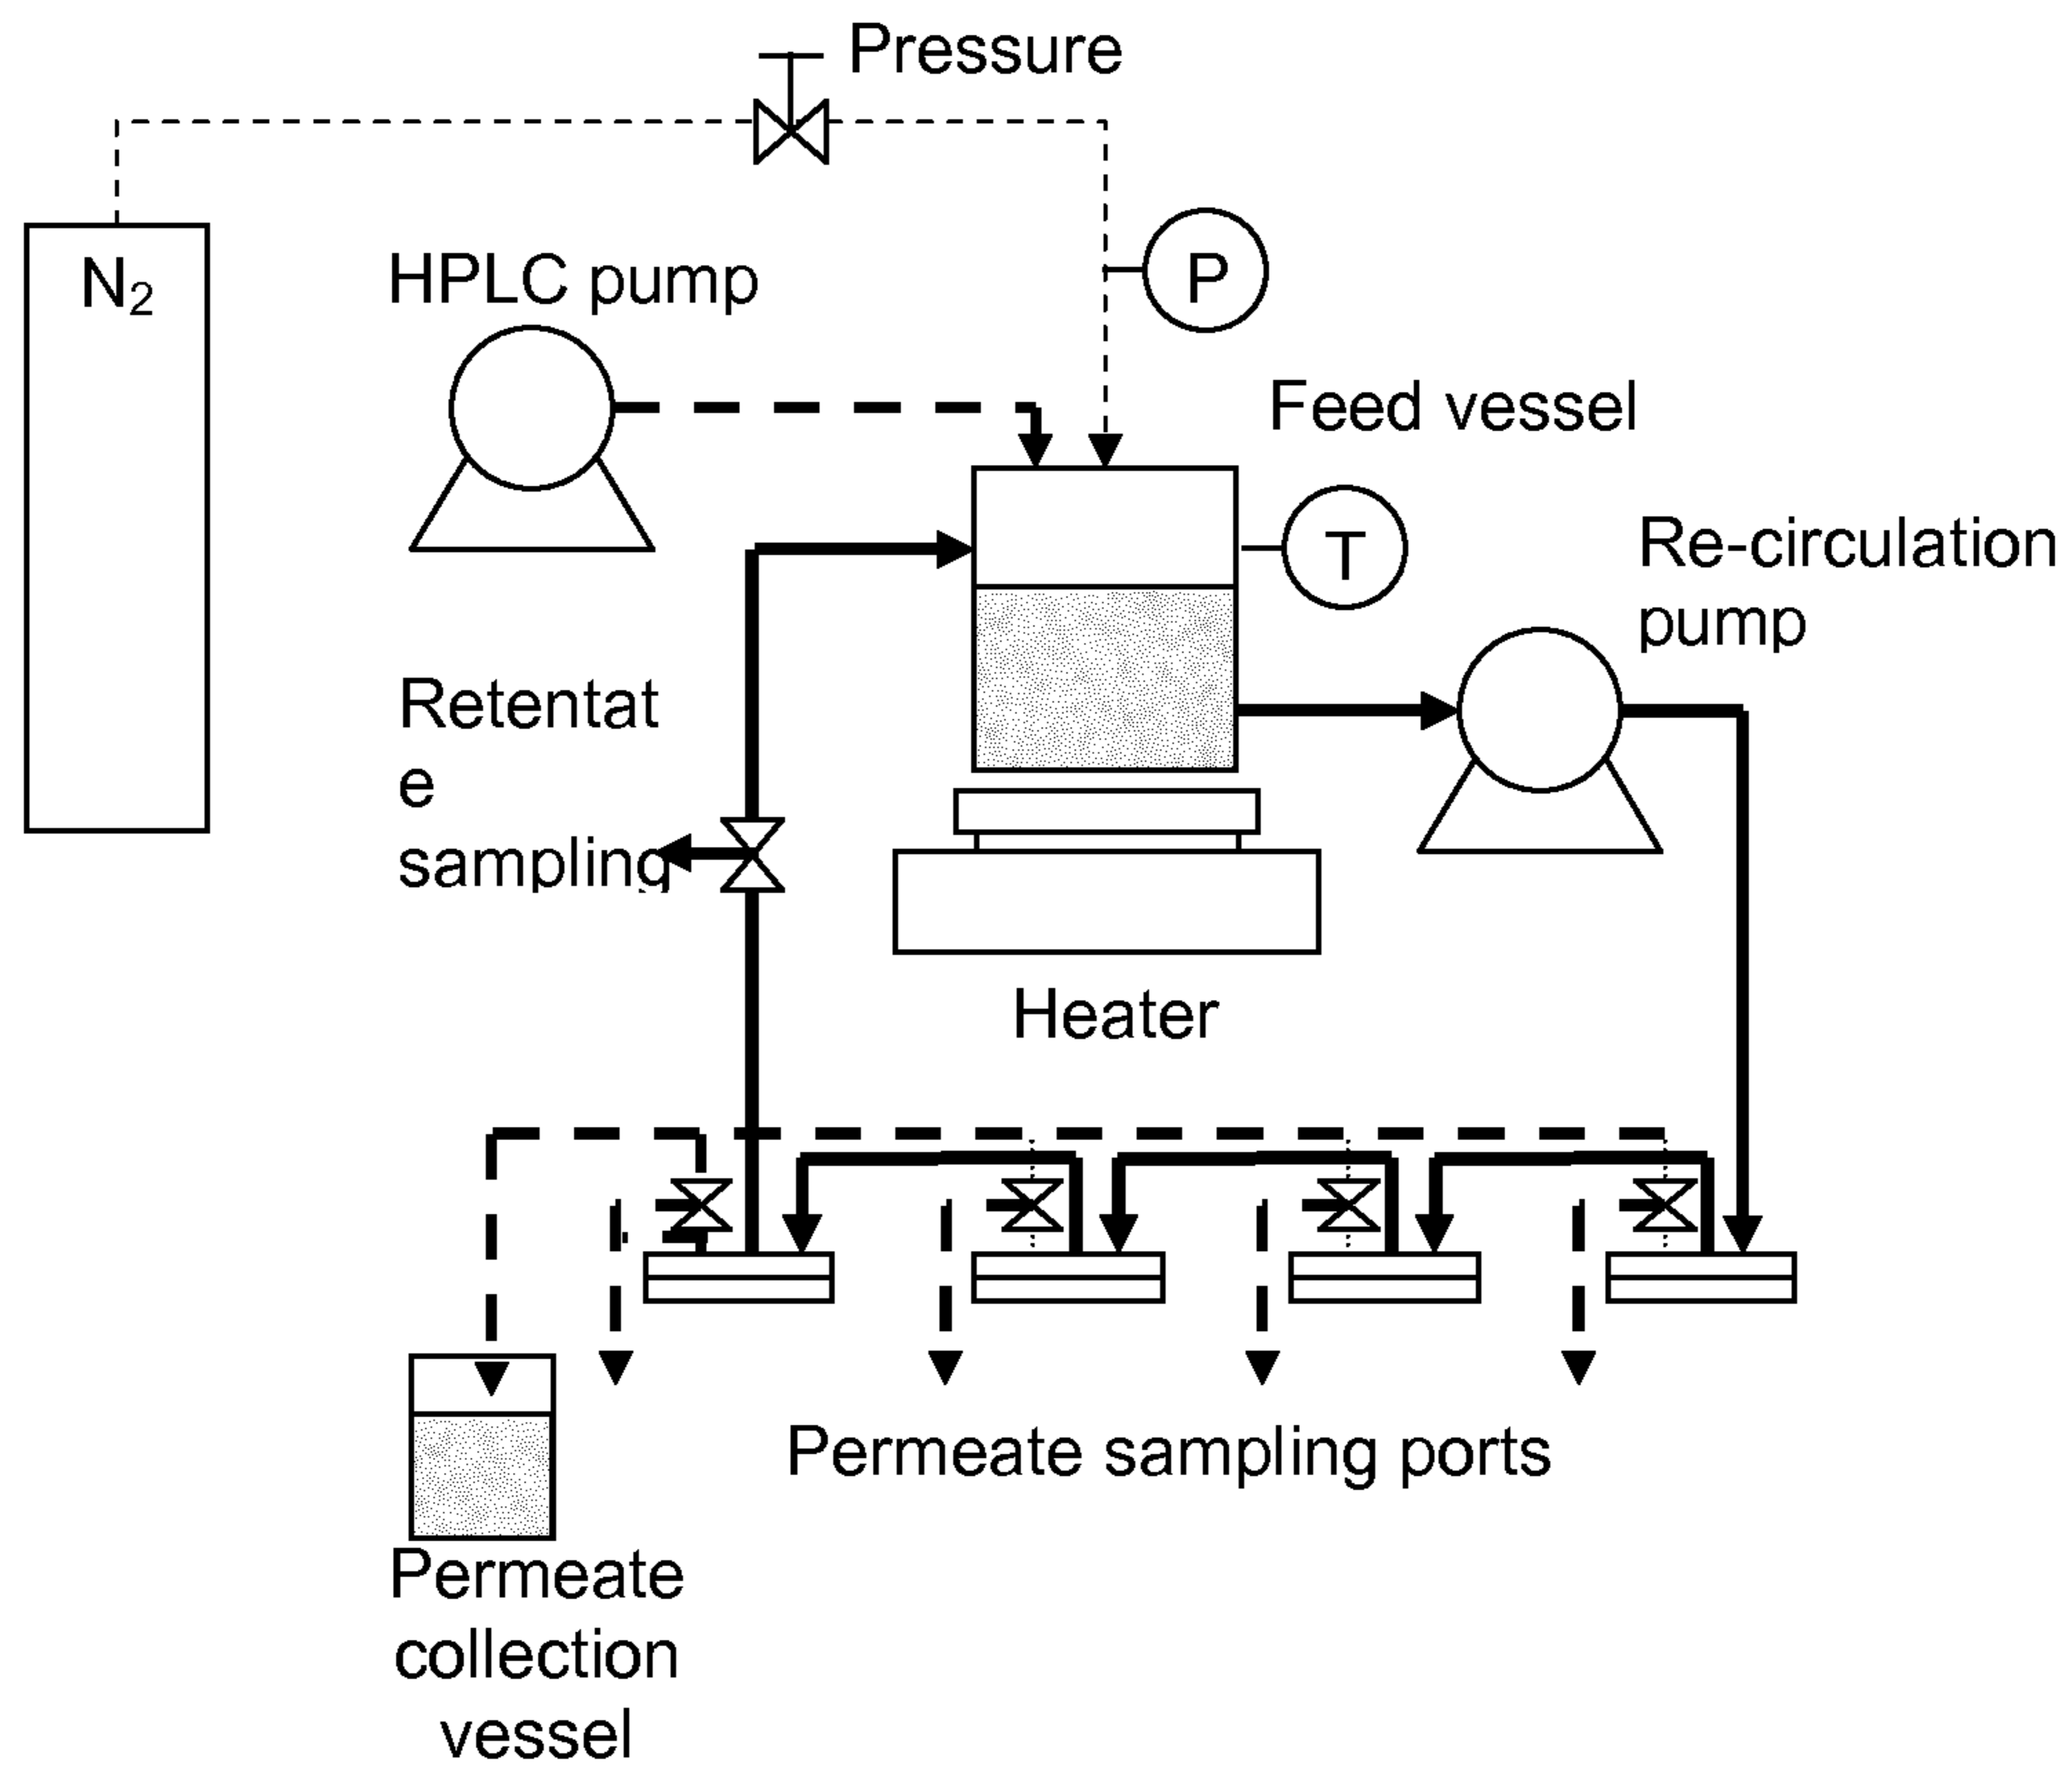 Pressure
N₂
HPLC pump
P
Feed vessel
T
Re-circulation
pump
Retentat
e
sampling
Heater
Permeate sampling ports
Permeate
collection
vessel